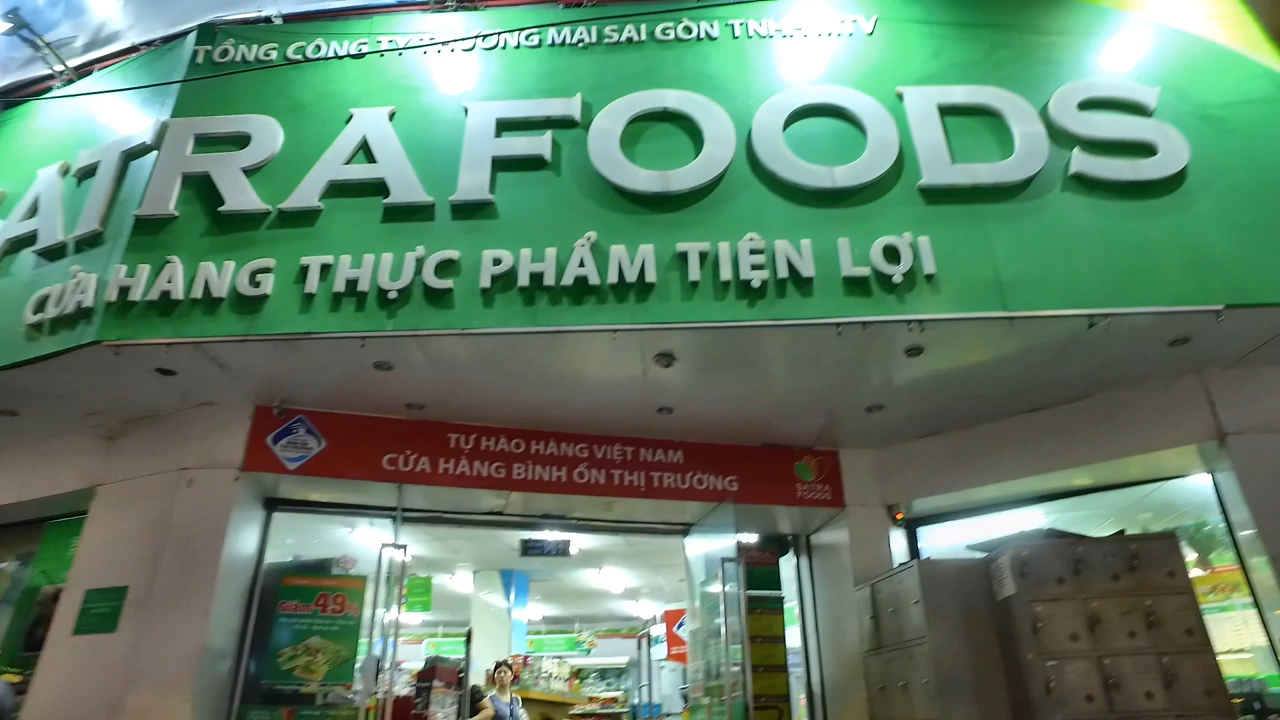 TỔNG CÔNG TY THƯƠNG MẠI SAI GÒN TNHH MTV
ATRAFOODS
CỬA HÀNG THỰC PHẨM TIỆN LỢI
TỰ HÀO HÀNG VIỆT NAM
CỬA HÀNG BÌNH ỔN THỊ TRƯỜNG
SATRA
FOODS
Giảm 49%